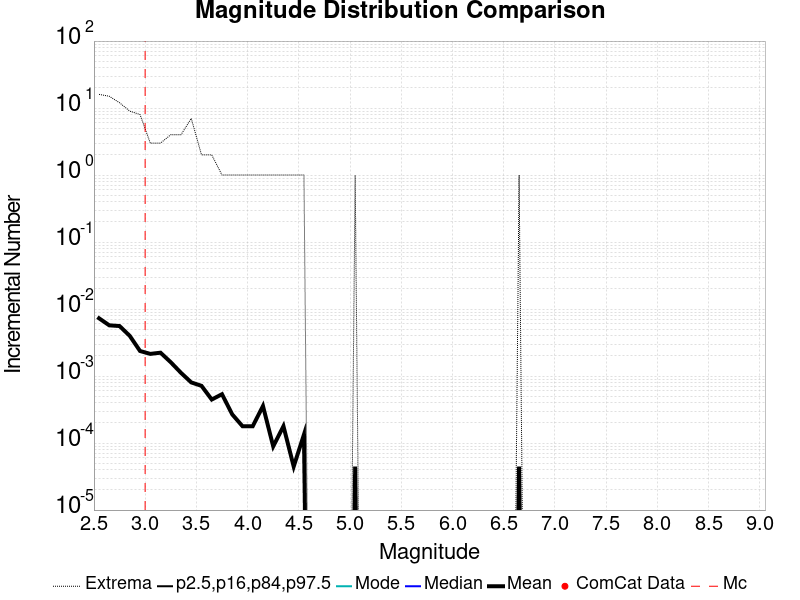 Magnitude Distribution Comparison
10^2
10^1
10^0
10^-1
10^-2
10^-3
10^-4
10^-5
Incremental Number
2.5 3.0 3.5 4.0 4.5 5.0 5.5 6.0 6.5 7.0 7.5 8.0 8.5 9.0
Magnitude
Extrema p2.5,p16,p84,p97.5 Mode Median Mean ComCat Data Mc